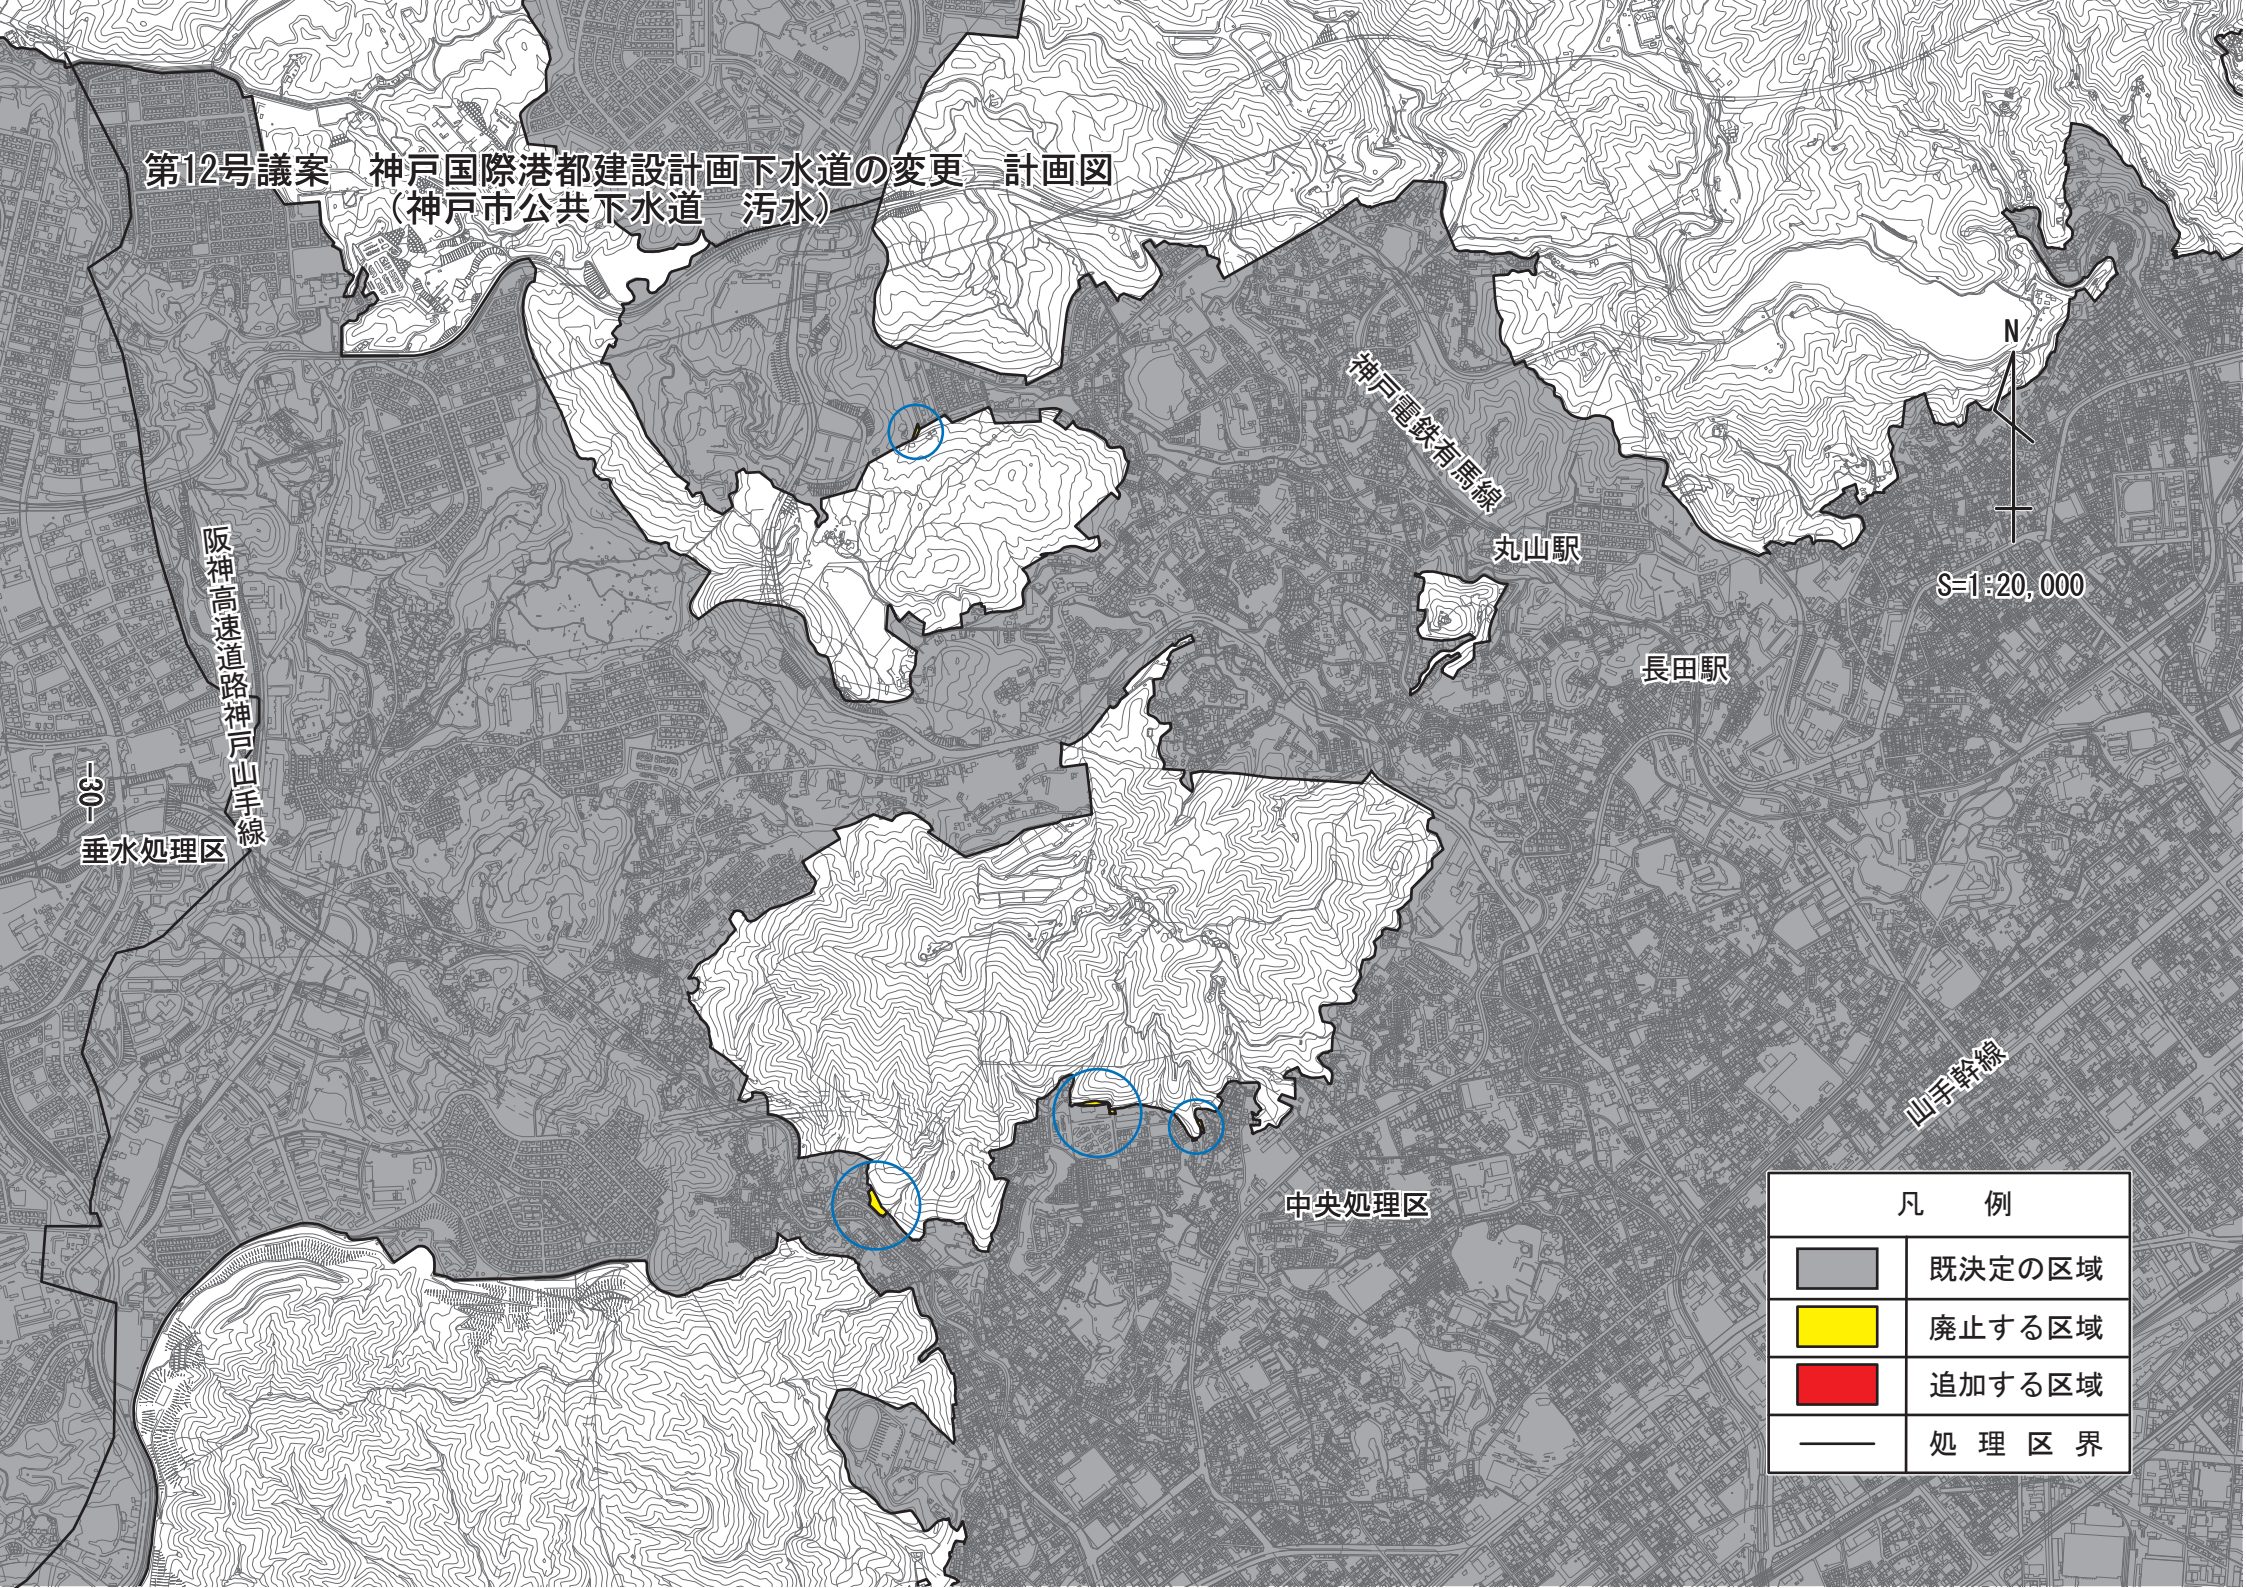 第12号議案　神戸国際港都建設計画下水道の変更　計画図
（神戸市公共下水道　汚水）
N
S=1:20,000
神戸電鉄有馬線
丸山駅
長田駅
阪神高速道路神戸山手線
-30-
垂水処理区
山手幹線
中央処理区
凡　例
既決定の区域
廃止する区域
追加する区域
処 理 区 界